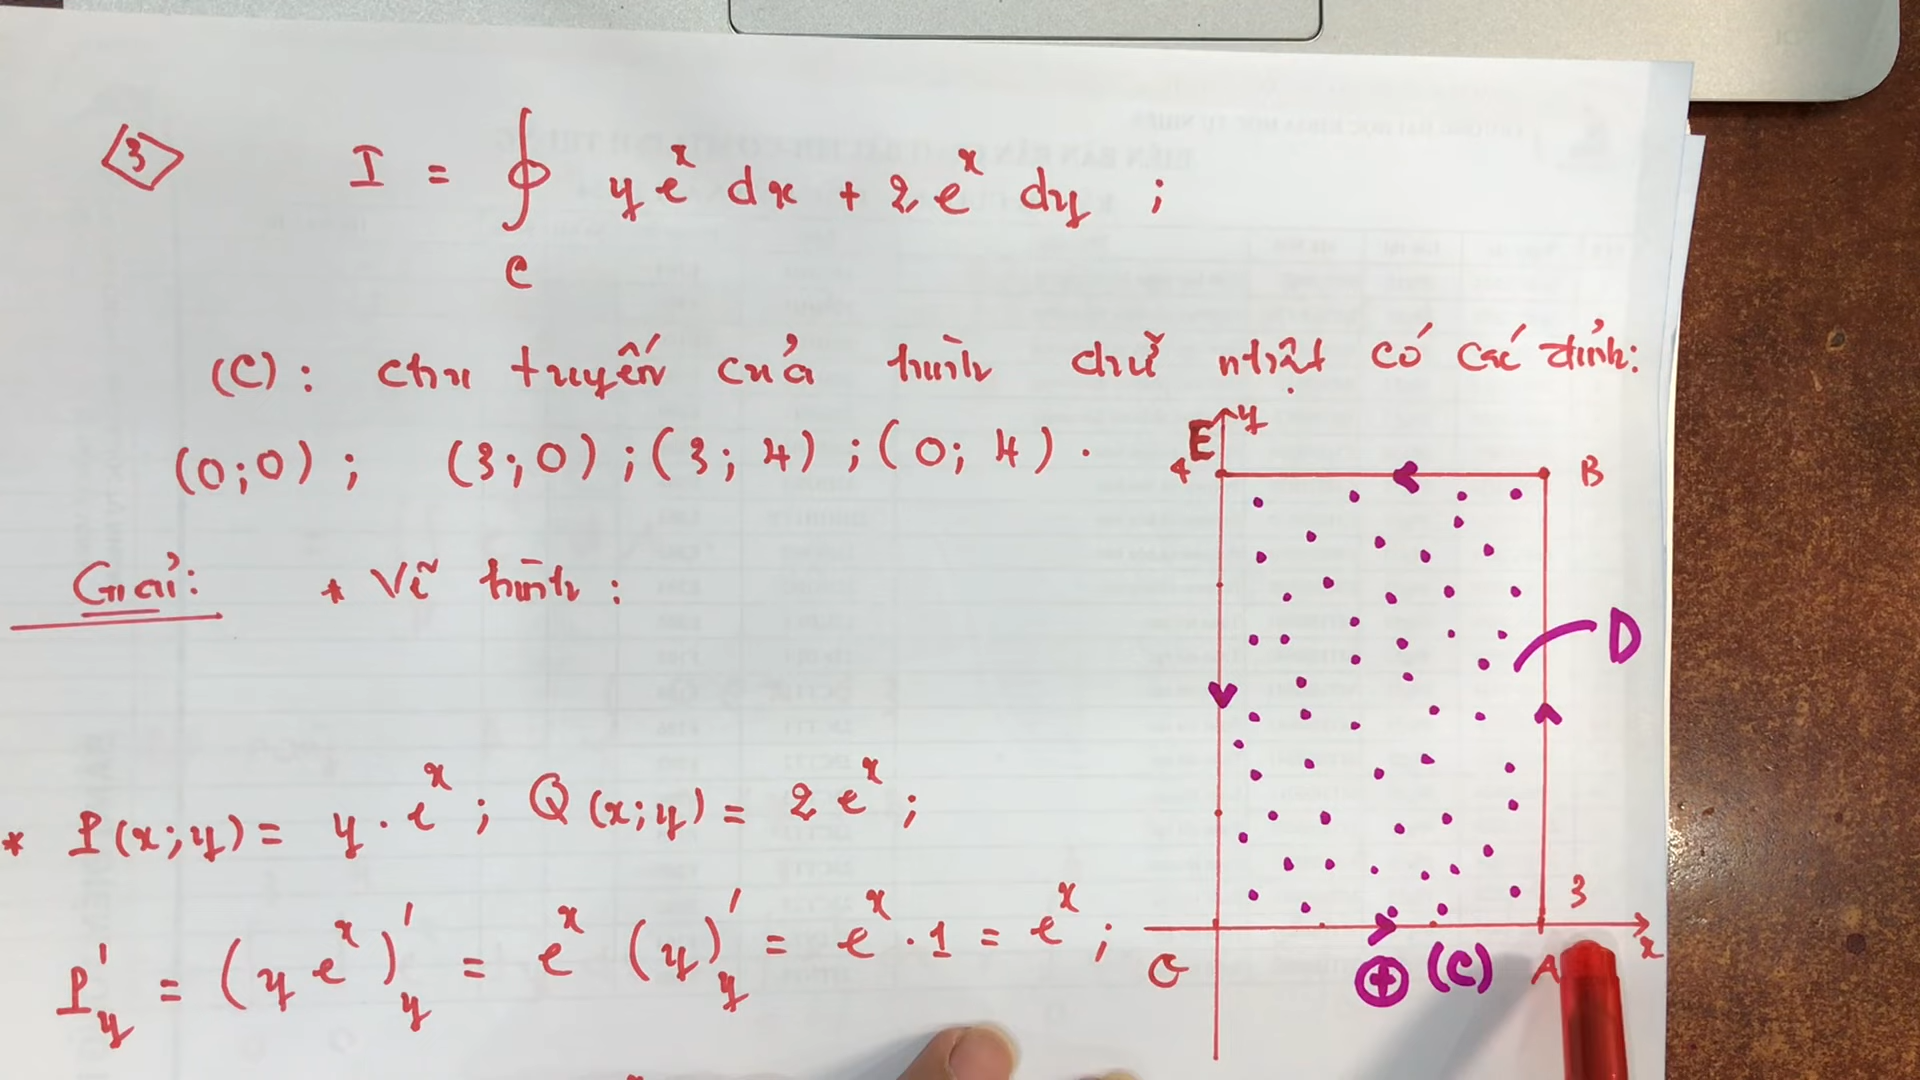 3 I = ∮_C y e^x dx + 2 e^x dy ;
(C) : chu tuyến của hình chữ nhật có các đỉnh:
(0;0) ; (3;0) ; (3; 4) ; (0; 4) .
Giải: * Vẽ hình :
* P(x;y) = y . e^x ; Q(x;y) = 2 e^x ;
P'_y = (y e^x)'_y = e^x (y)'_y = e^x . 1 = e^x ;
y
E
4
B
D
3
O
⊕ (C)
A
x